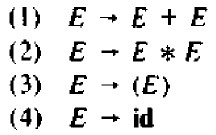 (1) E → E + E
(2) E → E * E
(3) E → (E)
(4) E → id